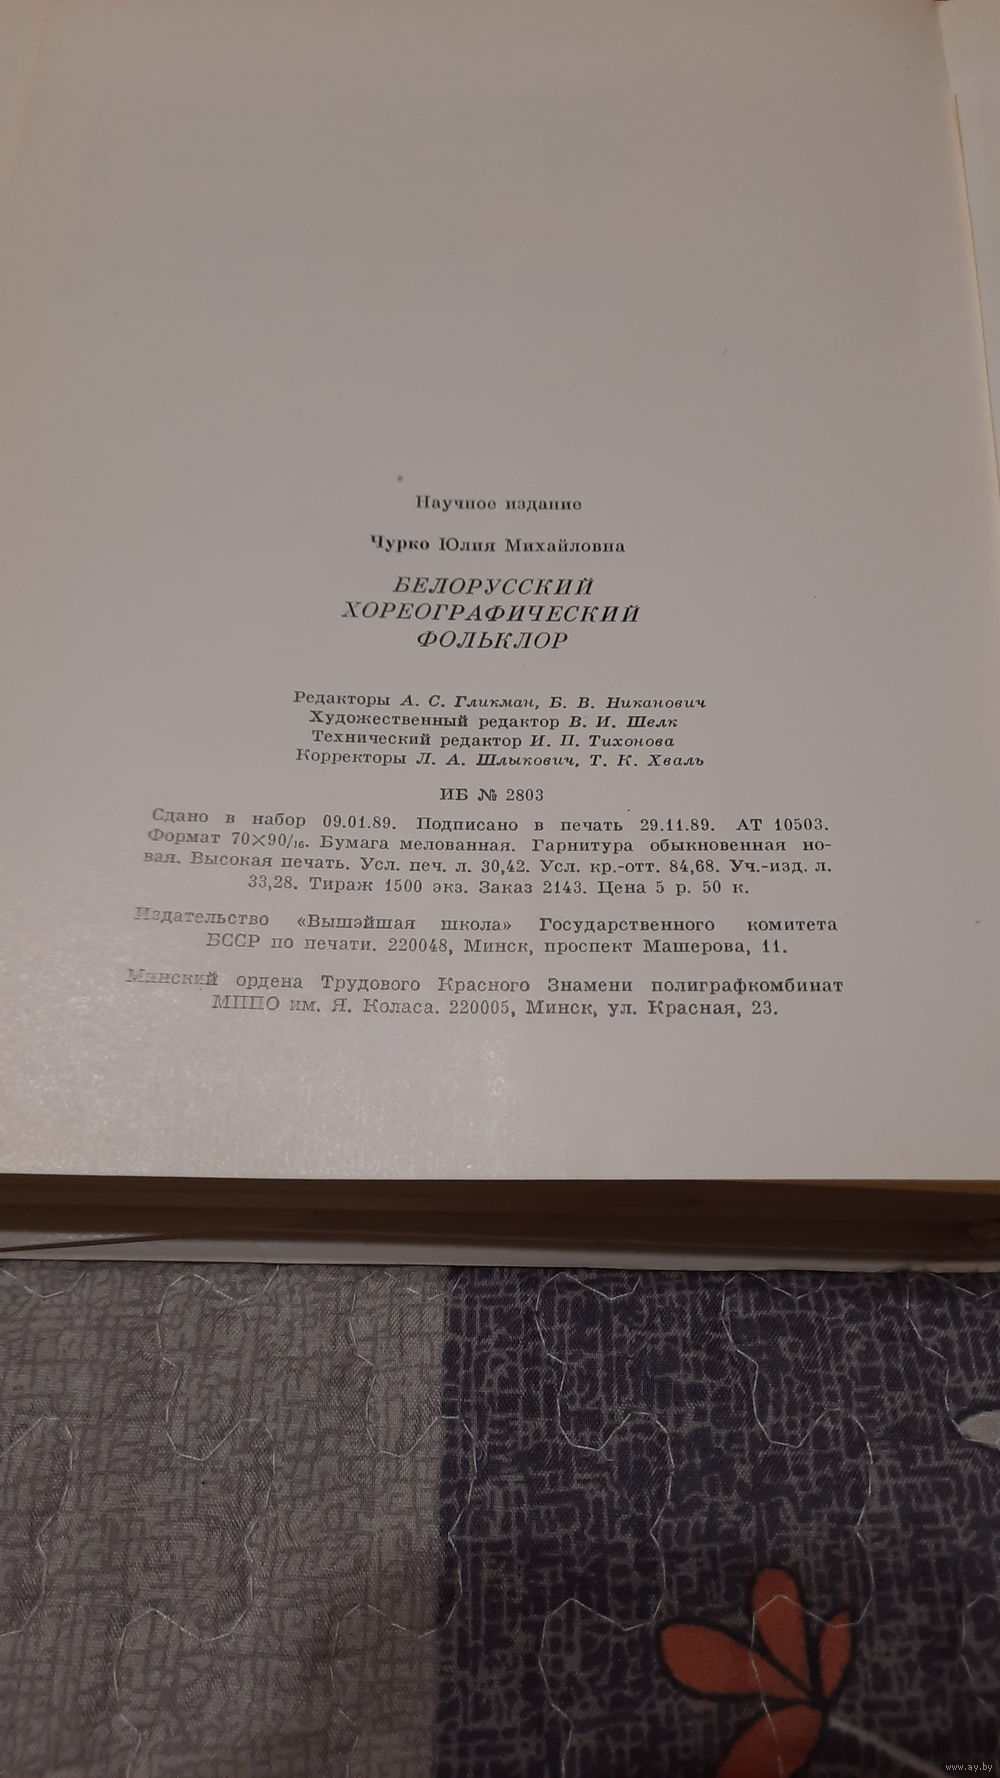 Научное издание
Чурко Юлия Михайловна
БЕЛОРУССКИЙ
ХОРЕОГРАФИЧЕСКИЙ
ФОЛЬКЛОР
Редакторы А. С. Гликман, Б. В. Никанович
Художественный редактор В. И. Шелк
Технический редактор И. П. Тихонова
Корректоры Л. А. Шлыкович, Т. К. Хваль
ИБ № 2803
Сдано в набор 09.01.89. Подписано в печать 29.11.89. АТ 10503.
Формат 70×90/16. Бумага мелованная. Гарнитура обыкновенная но-
вая. Высокая печать. Усл. печ. л. 30,42. Усл. кр.-отт. 84,68. Уч.-изд. л.
33,28. Тираж 1500 экз. Заказ 2143. Цена 5 р. 50 к.
Издательство «Вышэйшая школа» Государственного комитета
БССР по печати. 220048, Минск, проспект Машерова, 11.
Минский ордена Трудового Красного Знамени полиграфкомбинат
МППО им. Я. Коласа. 220005, Минск, ул. Красная, 23.
www.ay.by